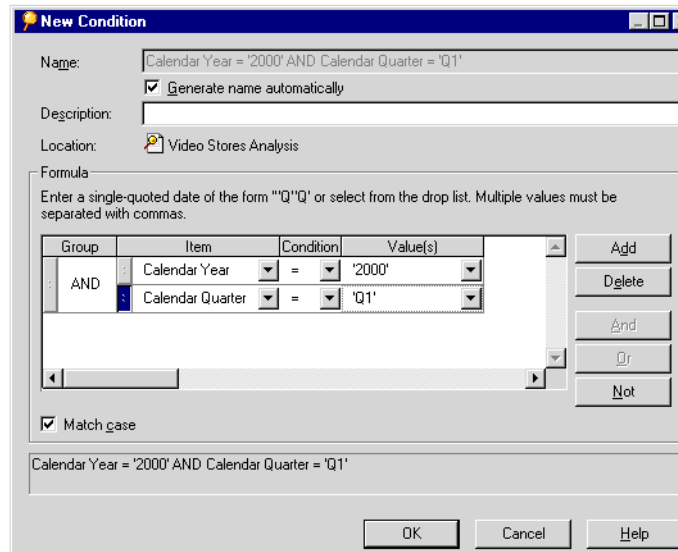 New Condition
Name: Calendar Year = '2000' AND Calendar Quarter = 'Q1'
Generate name automatically
Description:
Location: Video Stores Analysis
Formula
Enter a single-quoted date of the form "'Q''Q' or select from the drop list. Multiple values must be
separated with commas.
Group Item Condition Value(s)
Add
AND Calendar Year = '2000'
Delete
Calendar Quarter = 'Q1'
And
Or
Not
Match case
Calendar Year = '2000' AND Calendar Quarter = 'Q1'
OK Cancel Help